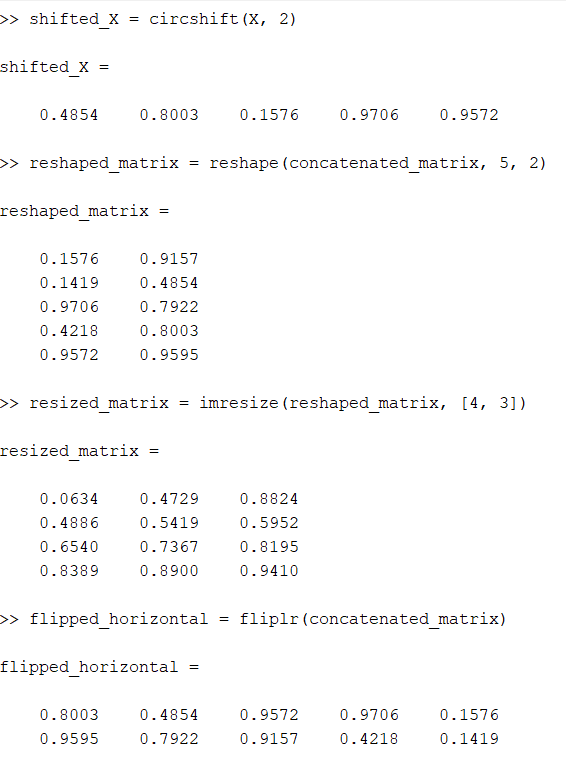 >> shifted_X = circshift(X, 2)
shifted_X =
0.4854 0.8003 0.1576 0.9706 0.9572
>> reshaped_matrix = reshape(concatenated_matrix, 5, 2)
reshaped_matrix =
0.1576 0.9157
0.1419 0.4854
0.9706 0.7922
0.4218 0.8003
0.9572 0.9595
>> resized_matrix = imresize(reshaped_matrix, [4, 3])
resized_matrix =
0.0634 0.4729 0.8824
0.4886 0.5419 0.5952
0.6540 0.7367 0.8195
0.8389 0.8900 0.9410
>> flipped_horizontal = fliplr(concatenated_matrix)
flipped_horizontal =
0.8003 0.4854 0.9572 0.9706 0.1576
0.9595 0.7922 0.9157 0.4218 0.1419